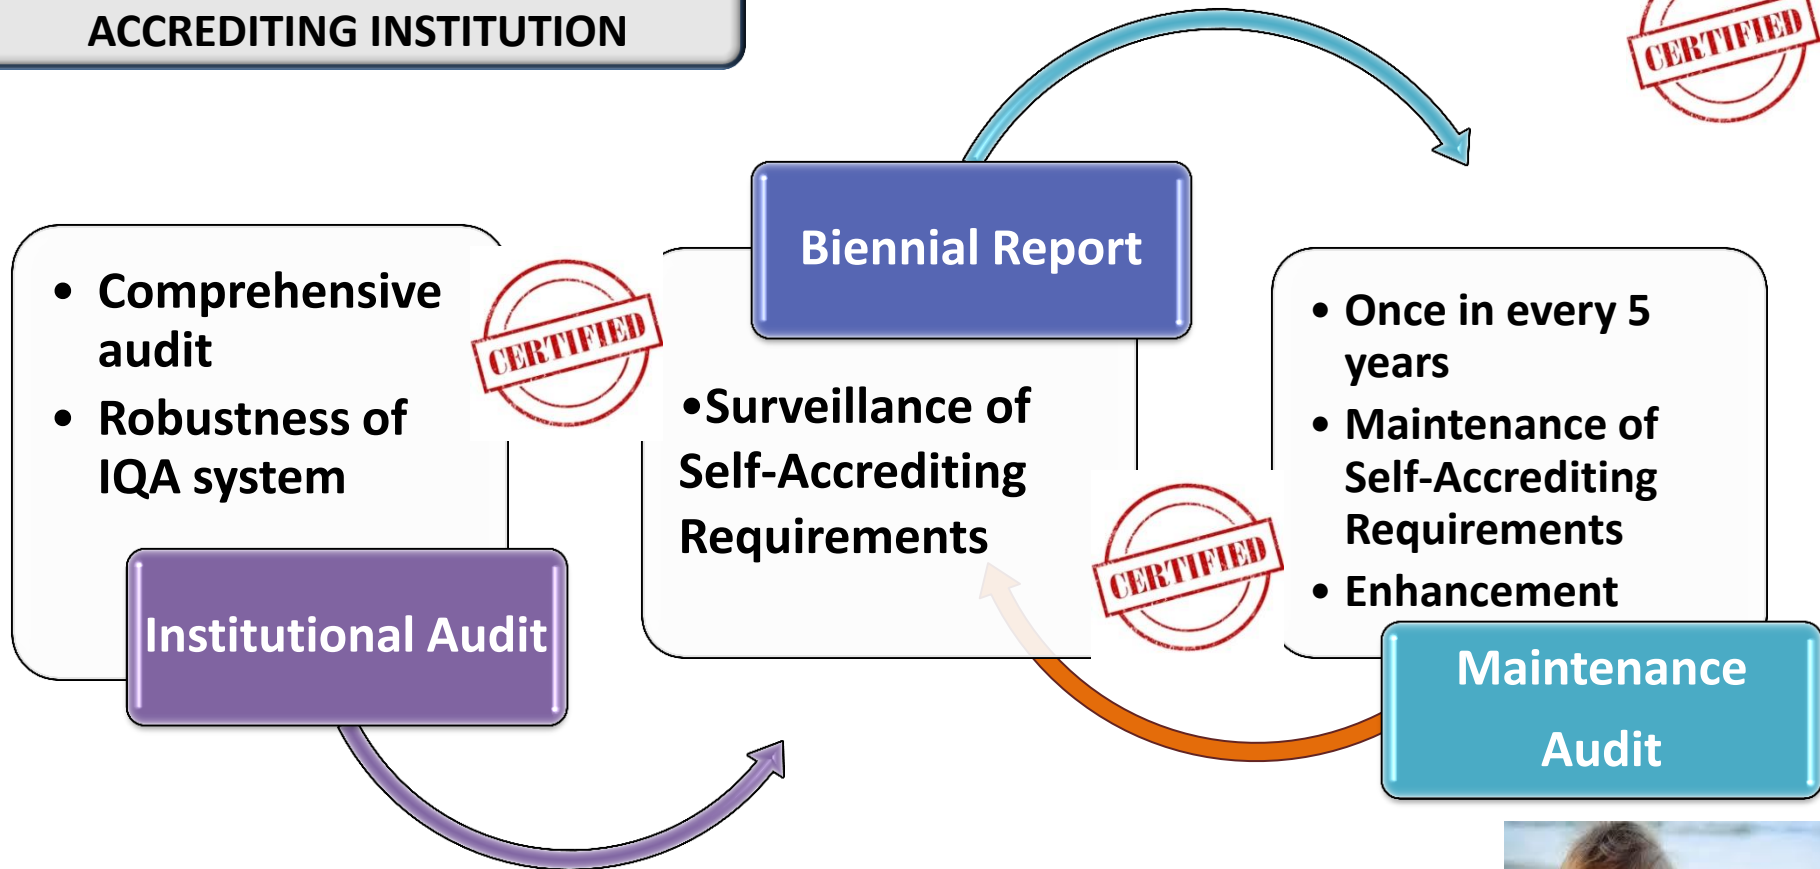 ACCREDITING INSTITUTION
CERTIFIED
• Comprehensive
audit
• Robustness of
IQA system
Institutional Audit
CERTIFIED
Biennial Report
•Surveillance of
Self-Accrediting
Requirements
CERTIFIED
• Once in every 5
years
• Maintenance of
Self-Accrediting
Requirements
• Enhancement
Maintenance
Audit